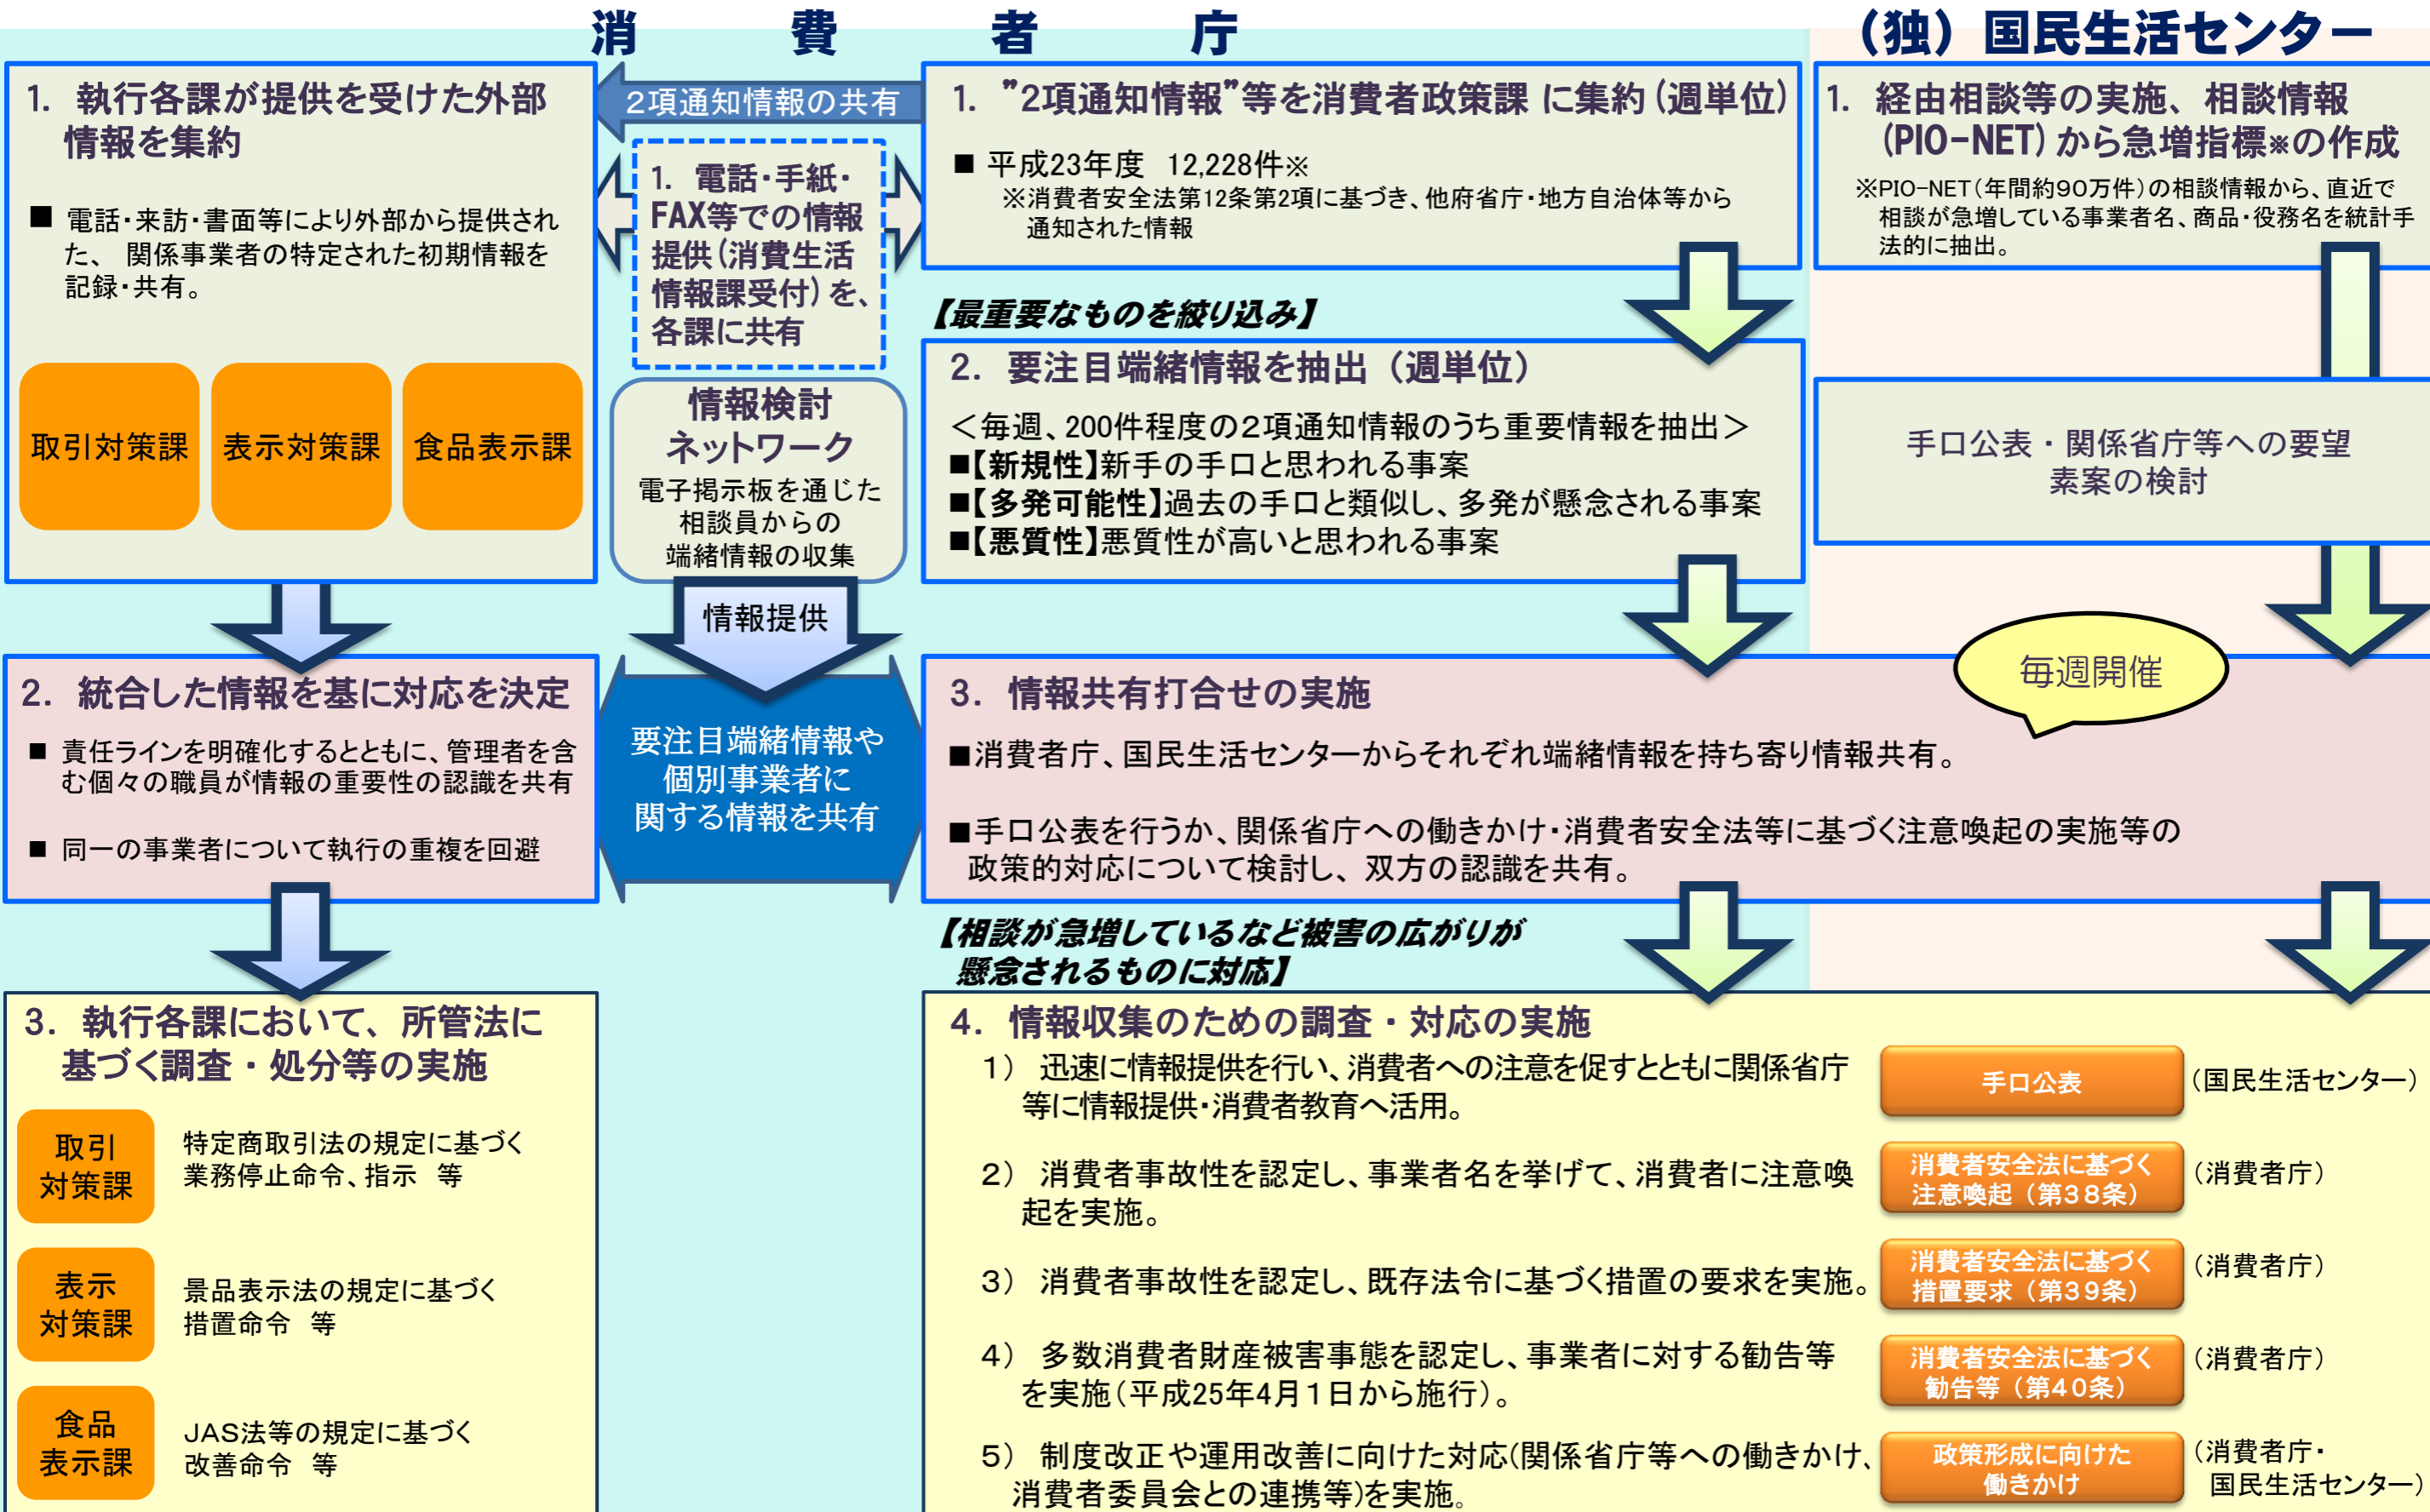 消費者庁
（独）国民生活センター
1. 執行各課が提供を受けた外部
情報を集約
■ 電話・来訪・書面等により外部から提供され
た、 関係事業者の特定された初期情報を
記録・共有。
取引対策課
表示対策課
食品表示課
２項通知情報の共有
1. 電話・手紙・
FAX等での情報
提供(消費生活
情報課受付)を、
各課に共有
情報検討
ネットワーク
電子掲示板を通じた
相談員からの
端緒情報の収集
情報提供
1. ”2項通知情報”等を消費者政策課 に集約(週単位)
■ 平成23年度 12,228件※
※消費者安全法第12条第2項に基づき、他府省庁・地方自治体等から
通知された情報
【最重要なものを絞り込み】
2. 要注目端緒情報を抽出（週単位）
＜毎週、200件程度の２項通知情報のうち重要情報を抽出＞
■【新規性】新手の手口と思われる事案
■【多発可能性】過去の手口と類似し、多発が懸念される事案
■【悪質性】悪質性が高いと思われる事案
1. 経由相談等の実施、相談情報
(PIO-NET)から急増指標※の作成
※PIO-NET(年間約90万件)の相談情報から、直近で
相談が急増している事業者名、商品・役務名を統計手
法的に抽出。
手口公表・関係省庁等への要望
素案の検討
2. 統合した情報を基に対応を決定
■ 責任ラインを明確化するとともに、管理者を含
む個々の職員が情報の重要性の認識を共有
■ 同一の事業者について執行の重複を回避
要注目端緒情報や
個別事業者に
関する情報を共有
3. 情報共有打合せの実施
毎週開催
■消費者庁、国民生活センターからそれぞれ端緒情報を持ち寄り情報共有。
■手口公表を行うか、関係省庁への働きかけ・消費者安全法等に基づく注意喚起の実施等の
政策的対応について検討し、双方の認識を共有。
【相談が急増しているなど被害の広がりが
懸念されるものに対応】
3. 執行各課において、所管法に
基づく調査・処分等の実施
取引
対策課
特定商取引法の規定に基づく
業務停止命令、指示 等
表示
対策課
景品表示法の規定に基づく
措置命令 等
食品
表示課
ＪＡＳ法等の規定に基づく
改善命令 等
4. 情報収集のための調査・対応の実施
１） 迅速に情報提供を行い、消費者への注意を促すとともに関係省庁
等に情報提供・消費者教育へ活用。
手口公表
（国民生活センター）
２） 消費者事故性を認定し、事業者名を挙げて、消費者に注意喚
起を実施。
消費者安全法に基づく
注意喚起（第３８条）
（消費者庁）
３） 消費者事故性を認定し、既存法令に基づく措置の要求を実施。
消費者安全法に基づく
措置要求（第３９条）
（消費者庁）
４） 多数消費者財産被害事態を認定し、事業者に対する勧告等
を実施（平成25年4月１日から施行）。
消費者安全法に基づく
勧告等（第４０条）
（消費者庁）
５） 制度改正や運用改善に向けた対応(関係省庁等への働きかけ、
消費者委員会との連携等)を実施。
政策形成に向けた
働きかけ
（消費者庁・
国民生活センター）